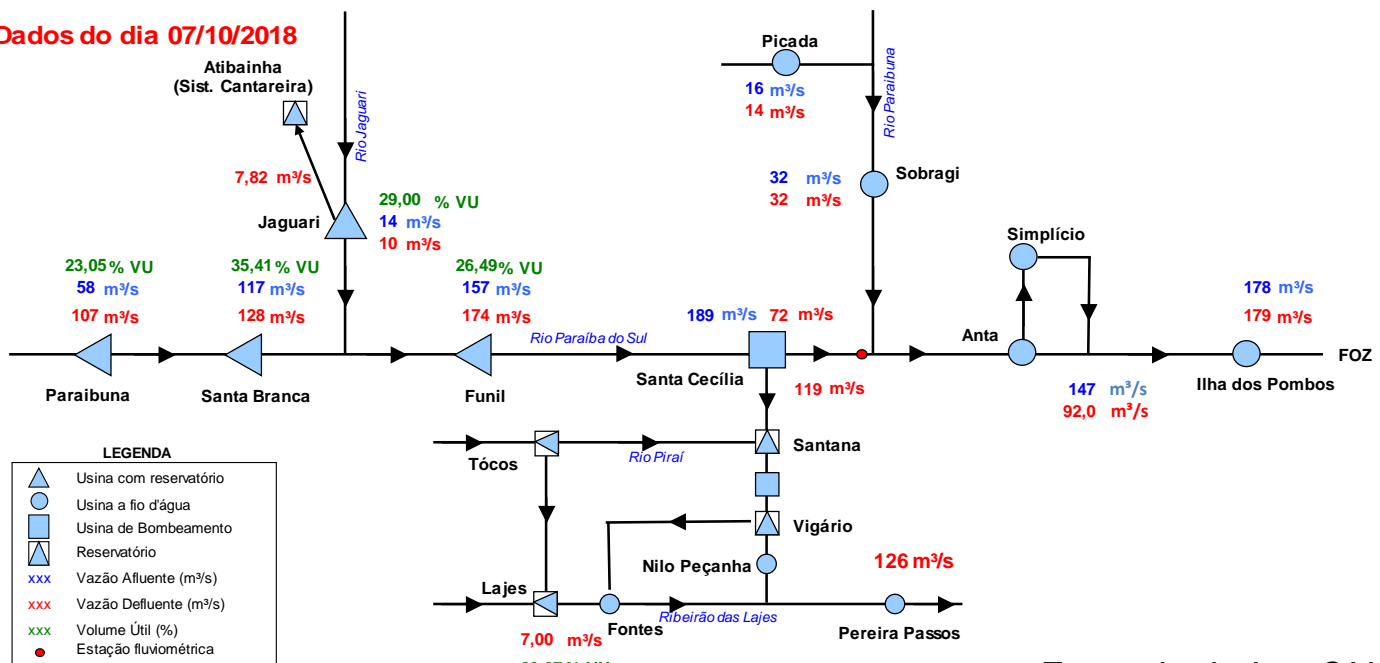 Dados do dia 07/10/2018
Atibainha
(Sist. Cantareira)
Rio Jaguari
7,82 m³/s
Jaguari
29,00 % VU
14 m³/s
10 m³/s
Picada
16 m³/s
14 m³/s
Rio Paraibuna
32 m³/s
32 m³/s
Sobragi
23,05 % VU
58 m³/s
107 m³/s
Paraibuna
35,41 % VU
117 m³/s
128 m³/s
Santa Branca
26,49 % VU
157 m³/s
174 m³/s
Funil
Rio Paraíba do Sul
189 m³/s 72 m³/s
Santa Cecília
119 m³/s
Simplício
Anta
147 m³/s
92,0 m³/s
178 m³/s
179 m³/s
Ilha dos Pombos
FOZ
Tócos
Rio Piraí
Santana
Vigário
Nilo Peçanha
126 m³/s
Lajes
7,00 m³/s
Fontes
Ribeirão das Lajes
Pereira Passos
LEGENDA
Usina com reservatório
Usina a fio d'água
Usina de Bombeamento
Reservatório
xxx Vazão Afluente (m³/s)
xxx Vazão Defluente (m³/s)
xxx Volume Útil (%)
Estação fluviométrica